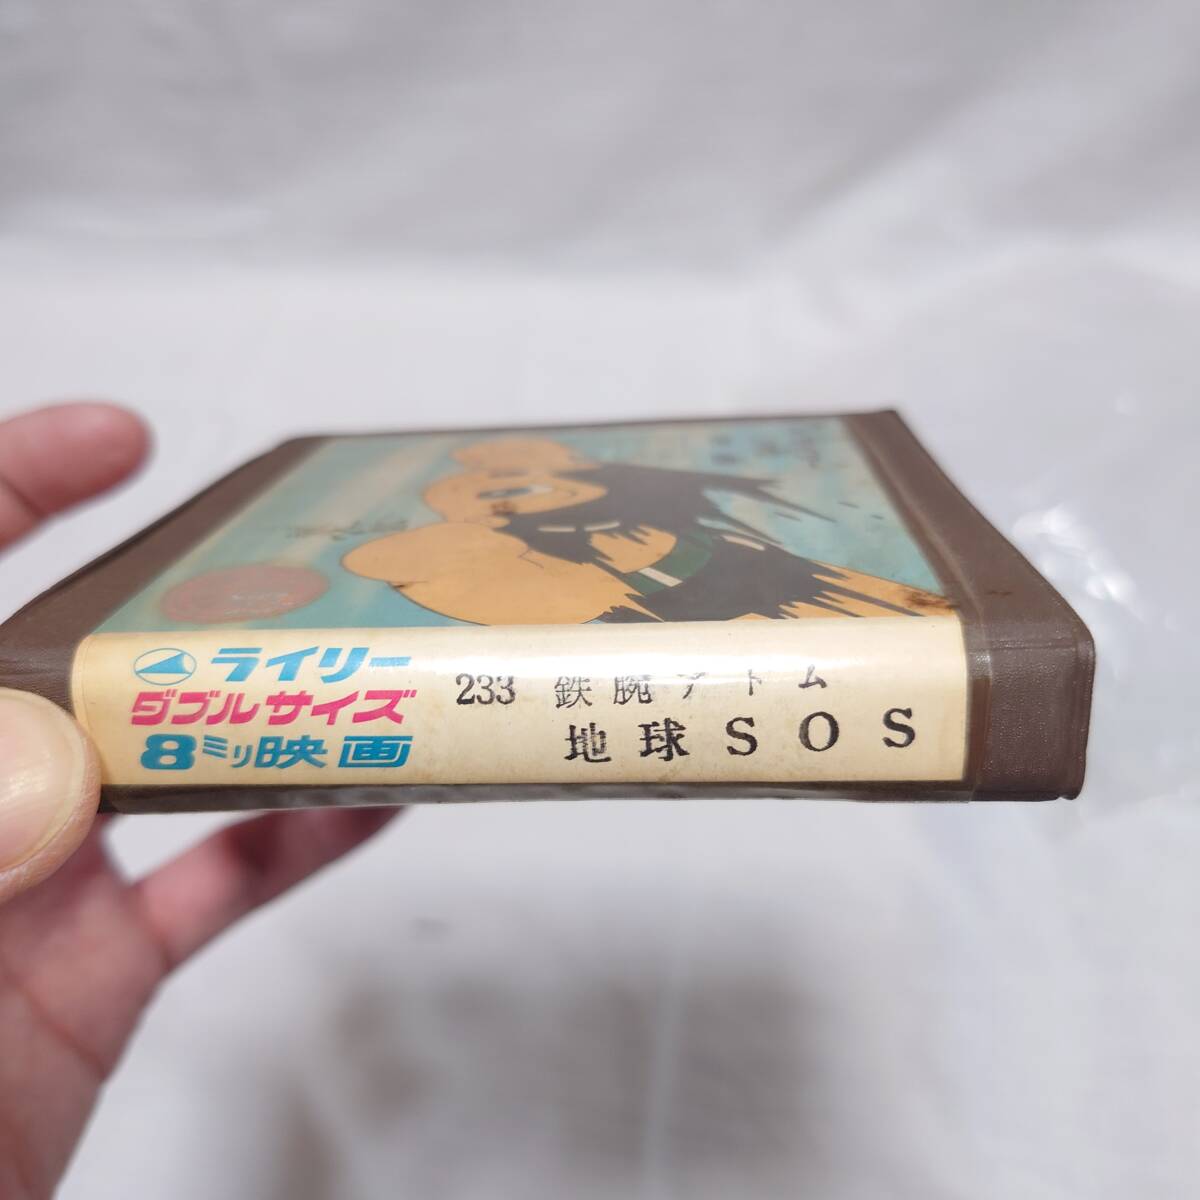 ライリー
ダブルサイズ
8ミリ映画
233 鉄腕アトム
地球SOS